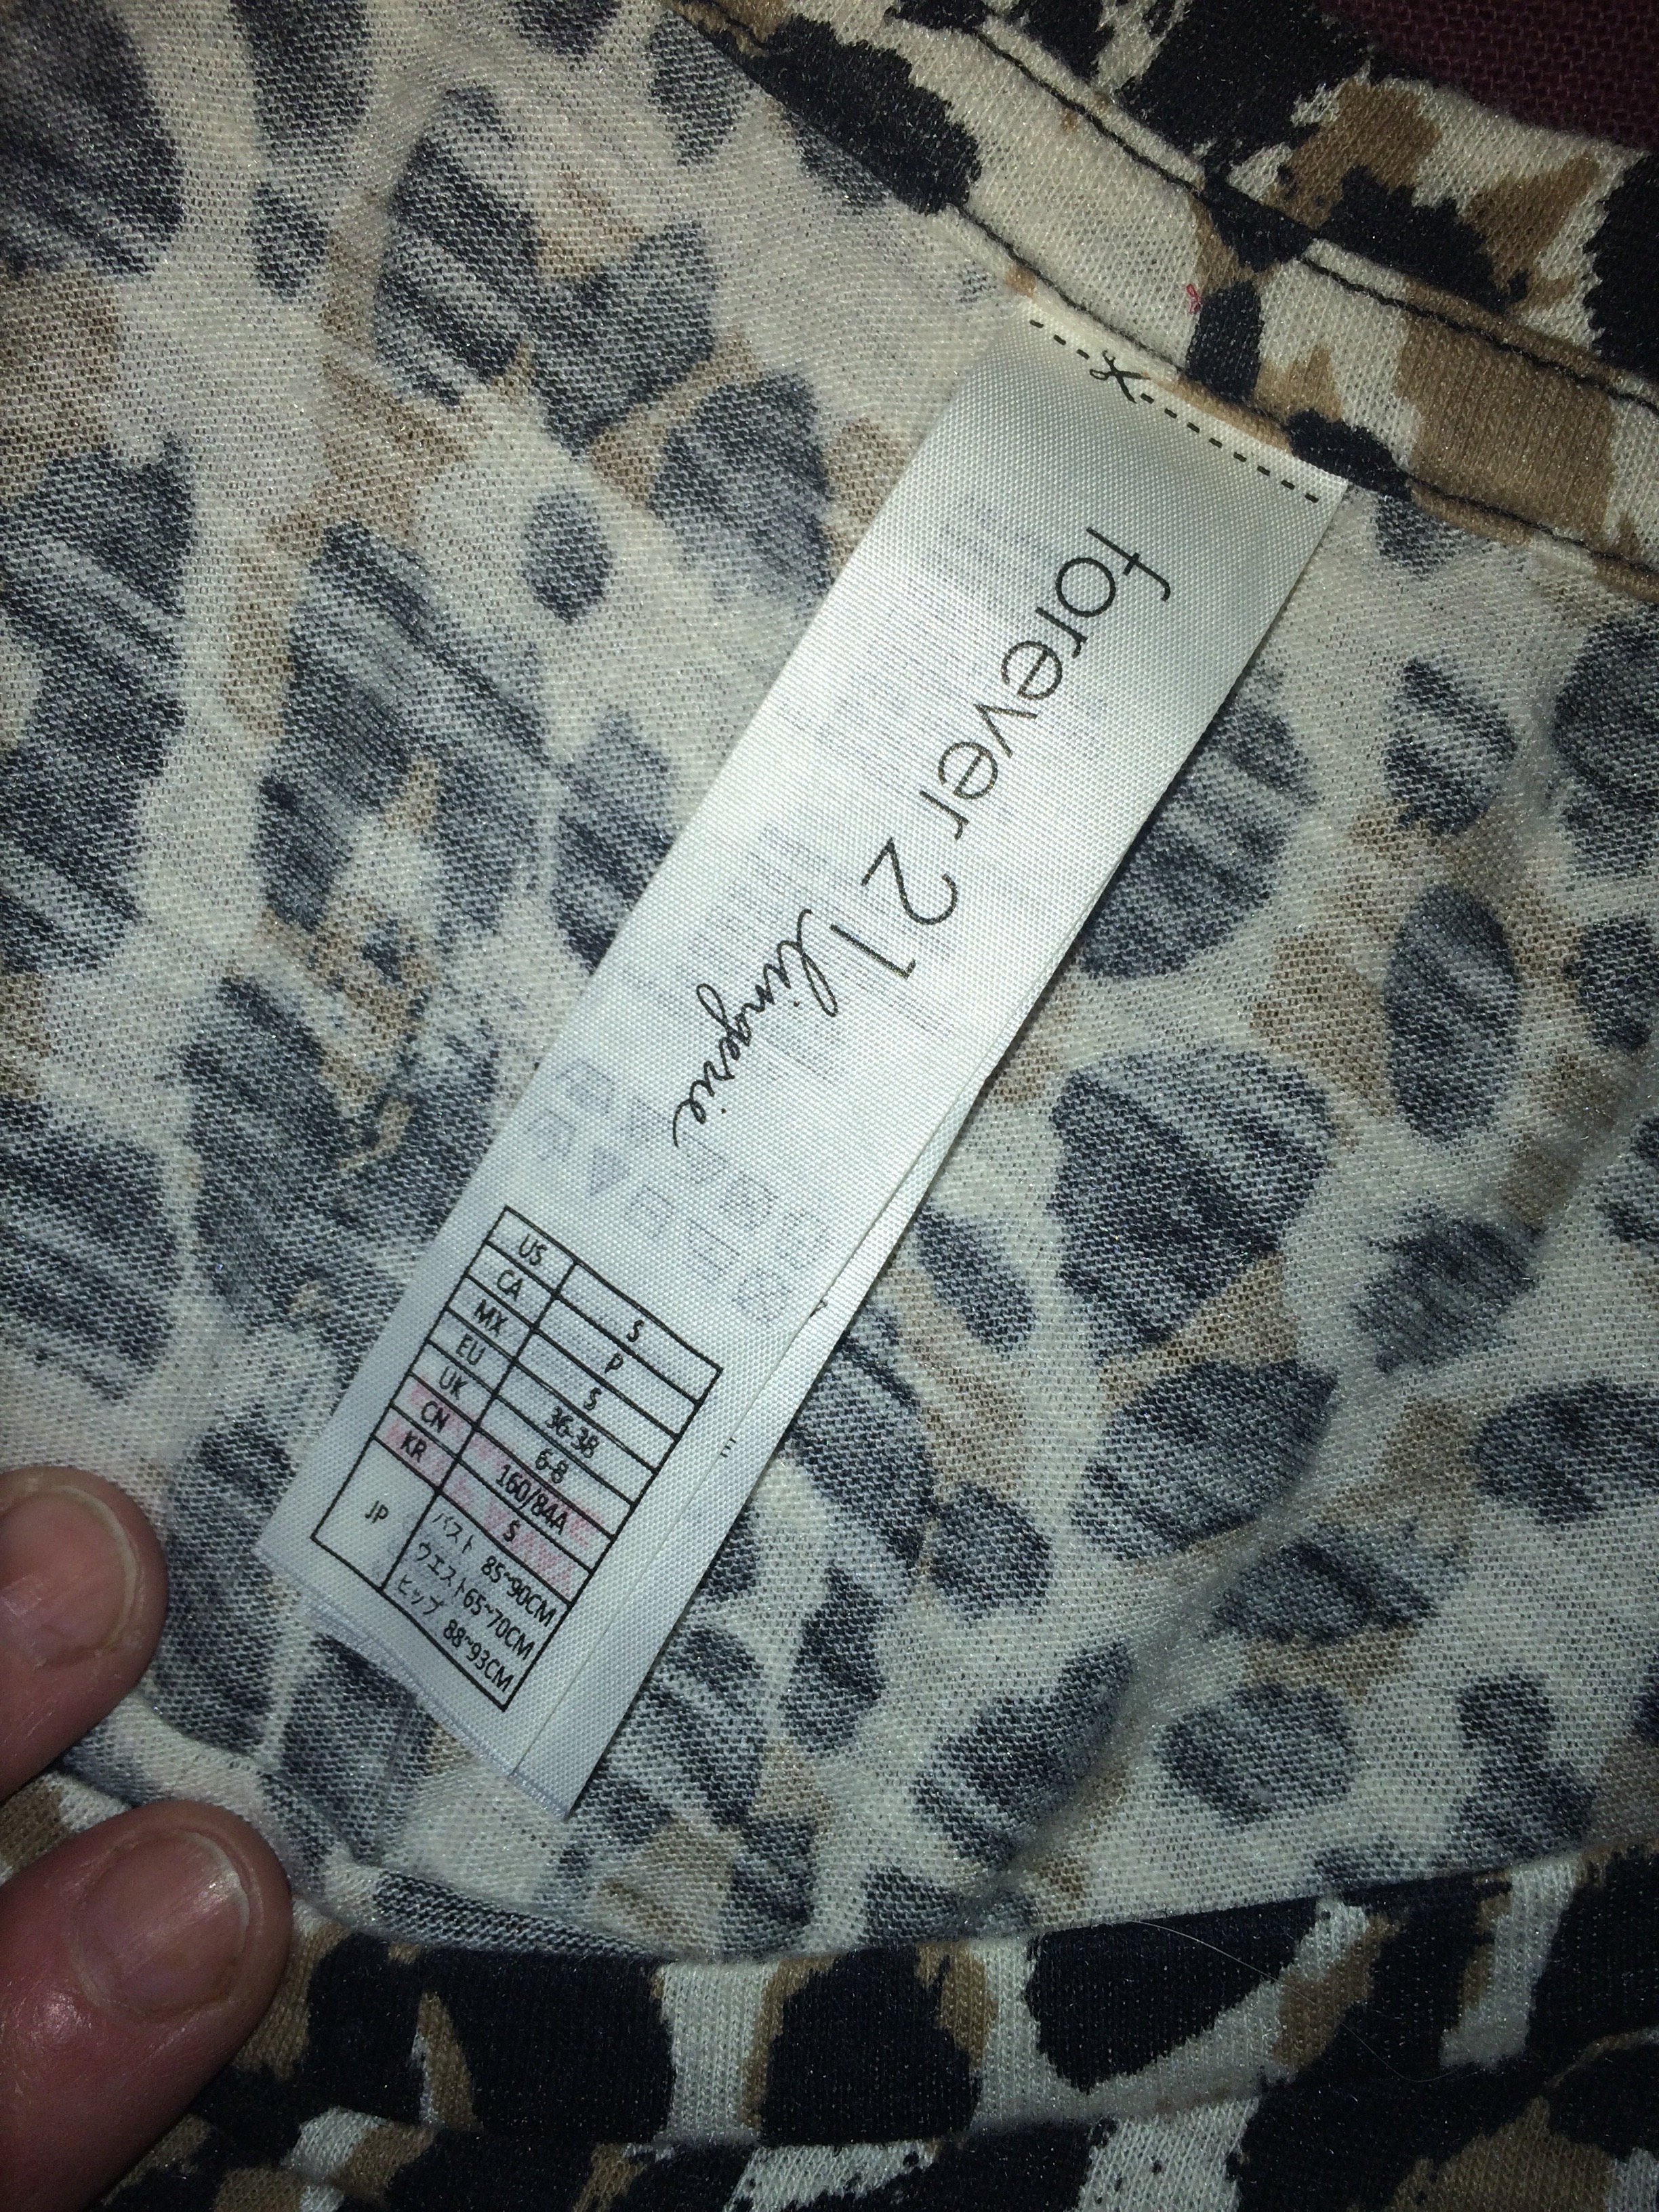 forever 21
lingerie
US S
CA P
MX S
EU 36-38
UK 6-8
CN 160/84A
KR S
JP バスト 85~90CM
ウエスト65~70CM
ヒップ 88~93CM